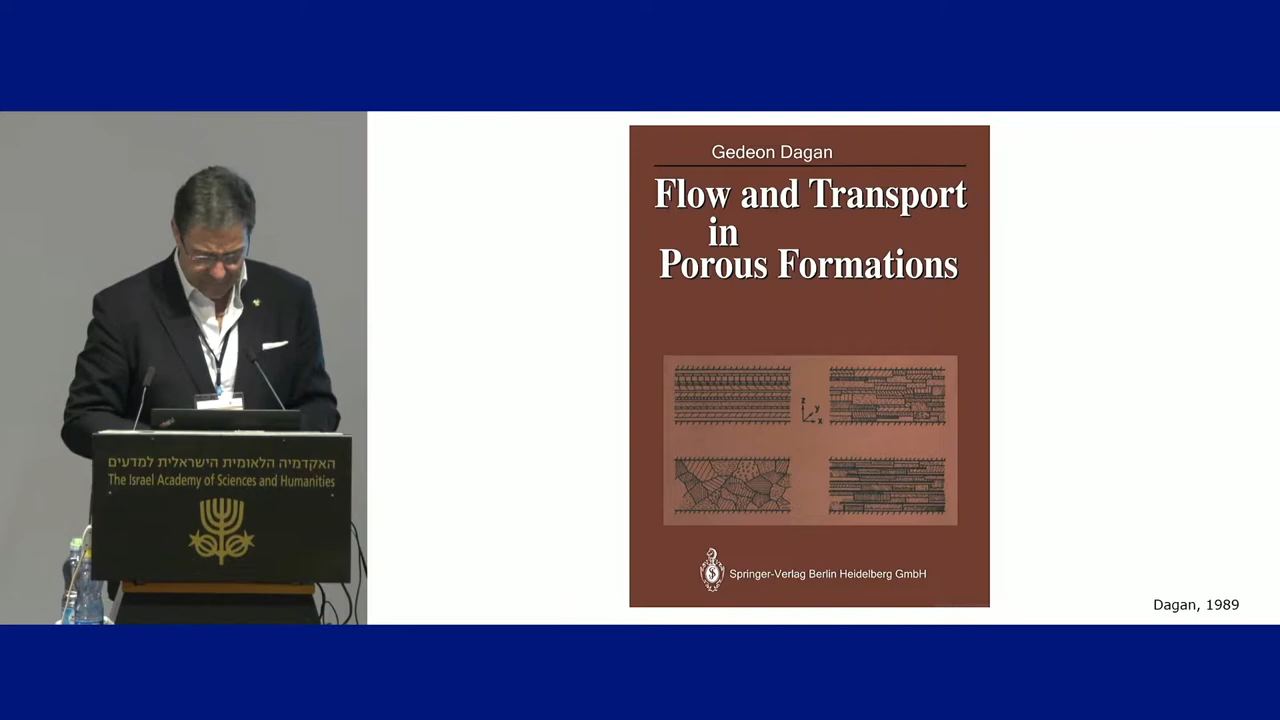 האקדמיה הלאומית הישראלית למדעים
The Israel Academy of Sciences and Humanities
Gedeon Dagan
Flow and Transport
in
Porous Formations
z
y
x
Springer-Verlag Berlin Heidelberg GmbH
Dagan, 1989